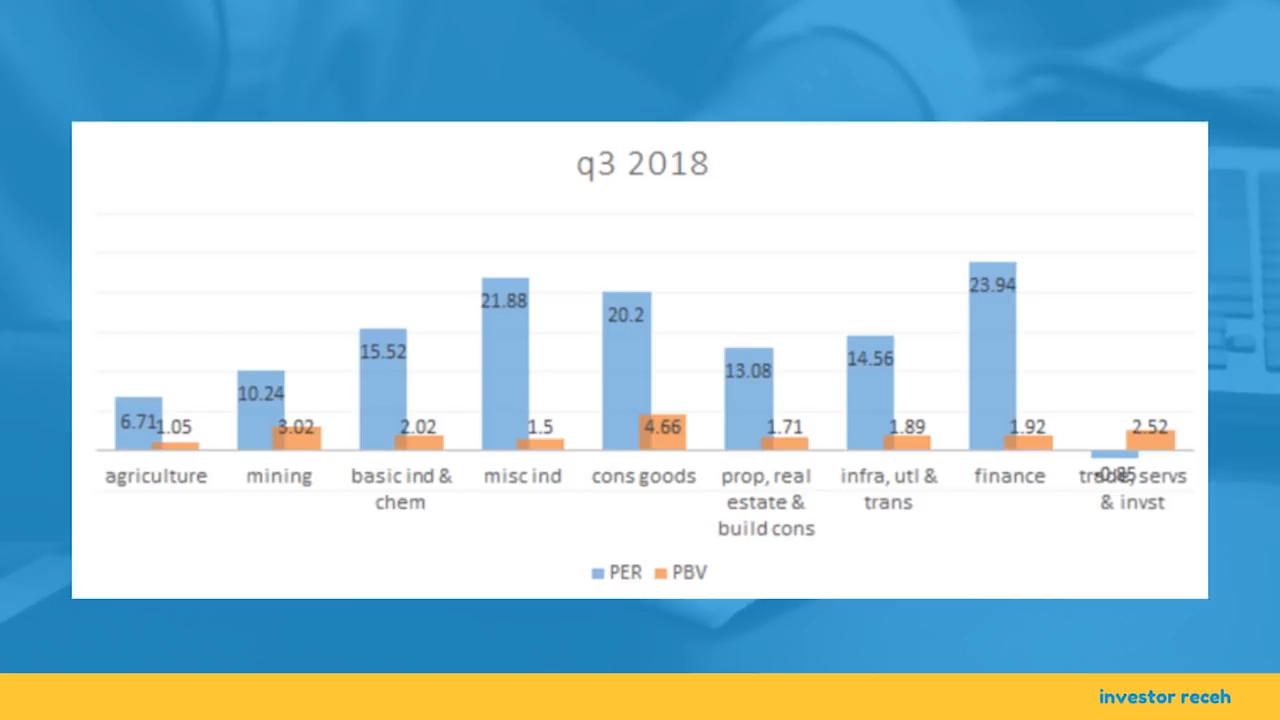 q3 2018
23.94
21.88
20.2
15.52
14.56
13.08
10.24
6.71
1.05
3.02
2.02
1.5
4.66
1.71
1.89
1.92
2.52
-0.85
agriculture
mining
basic ind &
chem
misc ind
cons goods
prop, real
estate &
build cons
infra, utl &
trans
finance
trade, servs
& invst
PER
PBV
investor receh